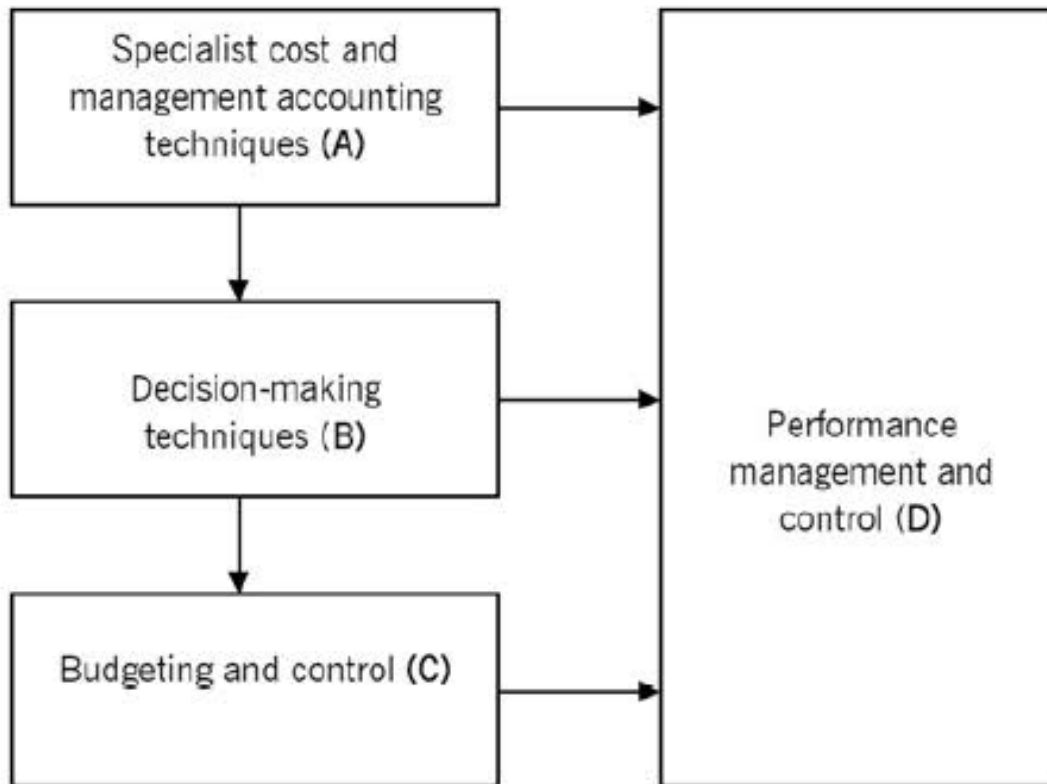 Specialist cost and
management accounting
techniques (A)
Decision-making
techniques (B)
Budgeting and control (C)
Performance
management and
control (D)